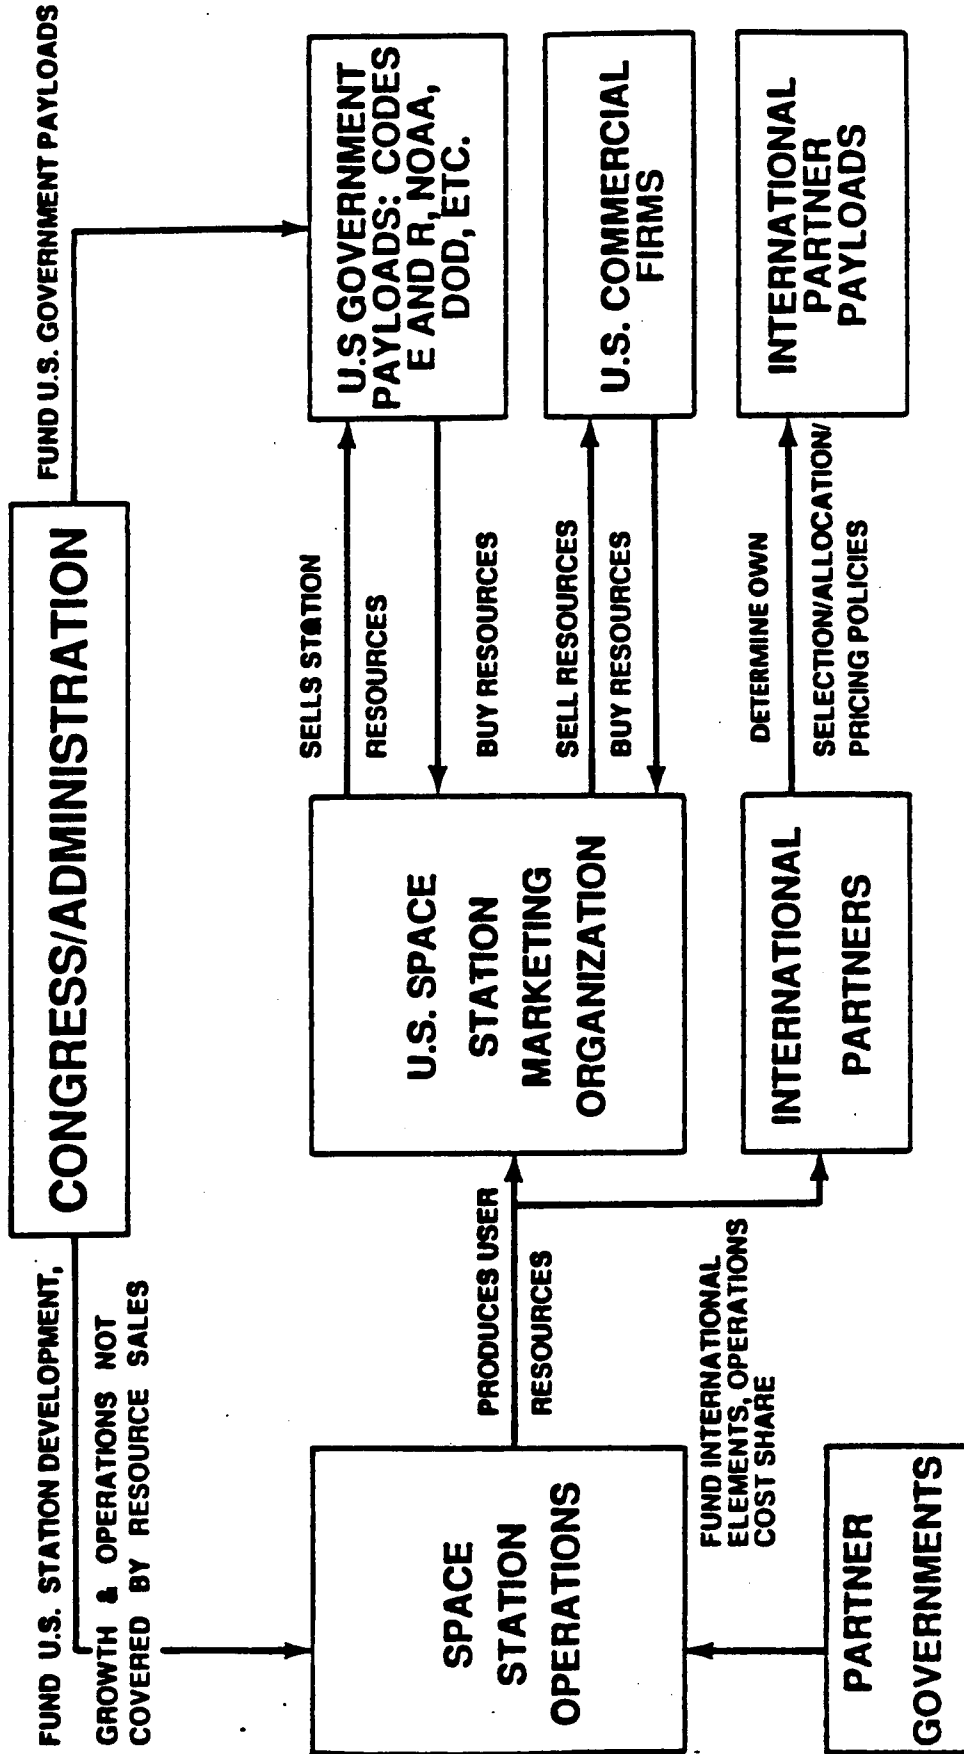 FUND U.S. STATION DEVELOPMENT,
GROWTH & OPERATIONS NOT
COVERED BY RESOURCE SALES
CONGRESS/ADMINISTRATION
FUND U.S. GOVERNMENT PAYLOADS
SPACE
STATION
OPERATIONS
PRODUCES USER
RESOURCES
U.S. SPACE
STATION
MARKETING
ORGANIZATION
SELLS STATION
RESOURCES
BUY RESOURCES
U.S GOVERNMENT
PAYLOADS: CODES
E AND R, NOAA,
DOD, ETC.
SELL RESOURCES
BUY RESOURCES
U.S. COMMERCIAL
FIRMS
PARTNER
GOVERNMENTS
FUND INTERNATIONAL
ELEMENTS, OPERATIONS
COST SHARE
INTERNATIONAL
PARTNERS
DETERMINE OWN
SELECTION/ALLOCATION/
PRICING POLICIES
INTERNATIONAL
PARTNER
PAYLOADS